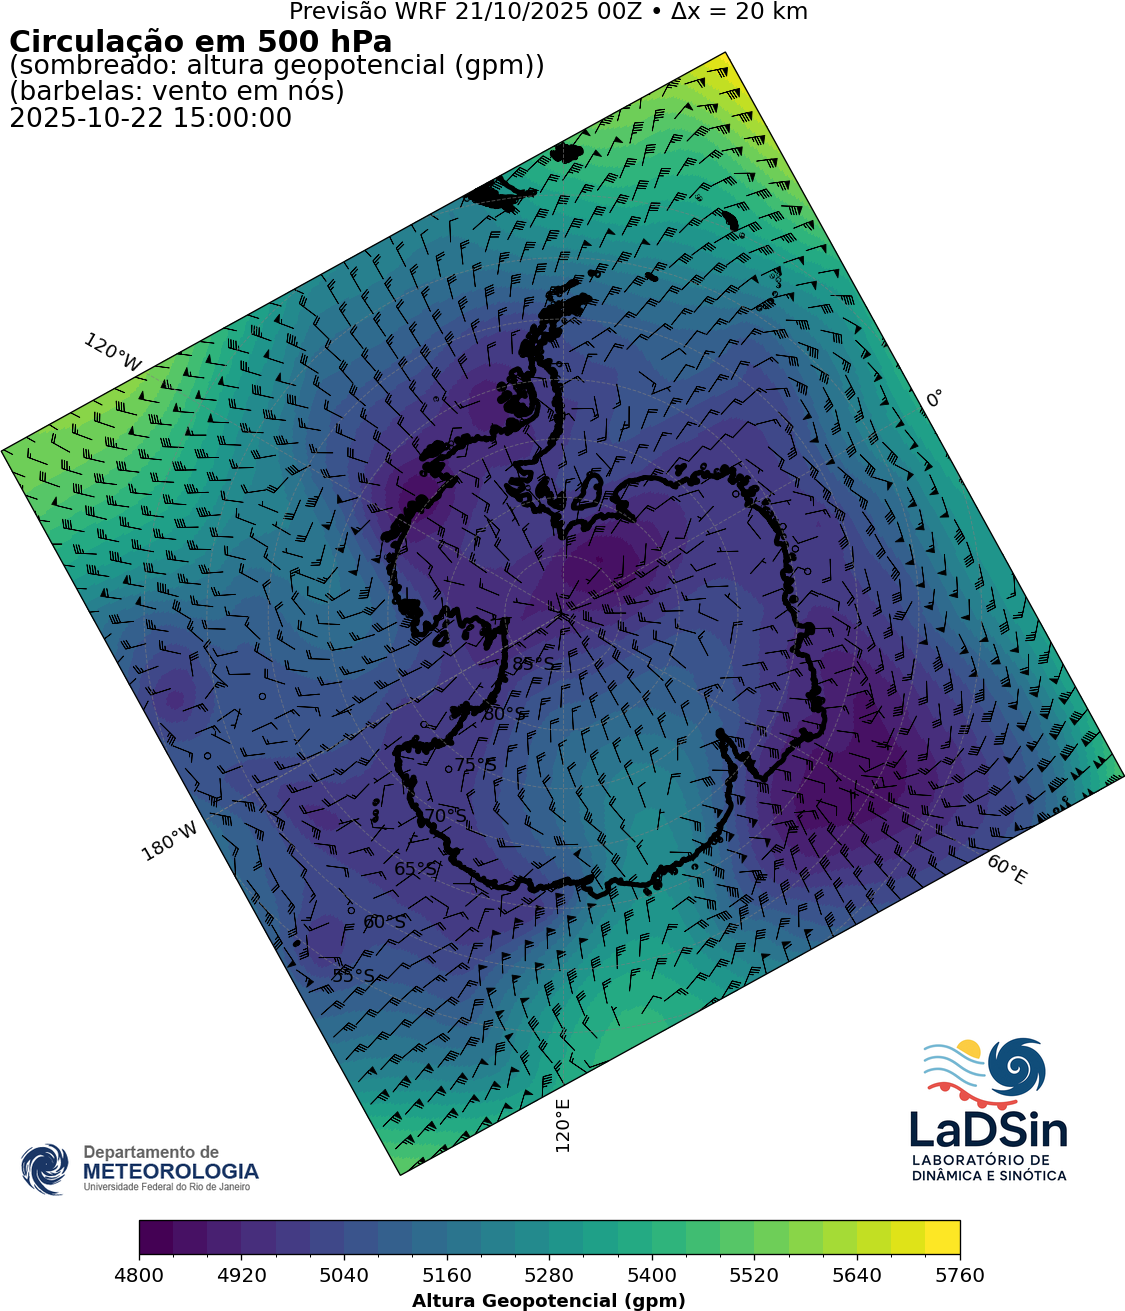 Previsão WRF 21/10/2025 00Z • Δx = 20 km
Circulação em 500 hPa
(sombreado: altura geopotencial (gpm))
(barbelas: vento em nós)
2025-10-22 15:00:00
120°W
0°
85°S
80°S
75°S
70°S
180°W
65°S
60°E
60°S
55°S
120°E
LaDSin
LABORATÓRIO DE
DINÂMICA E SINÓTICA
Departamento de
METEOROLOGIA
Universidade Federal do Rio de Janeiro
4800 4920 5040 5160 5280 5400 5520 5640 5760
Altura Geopotencial (gpm)